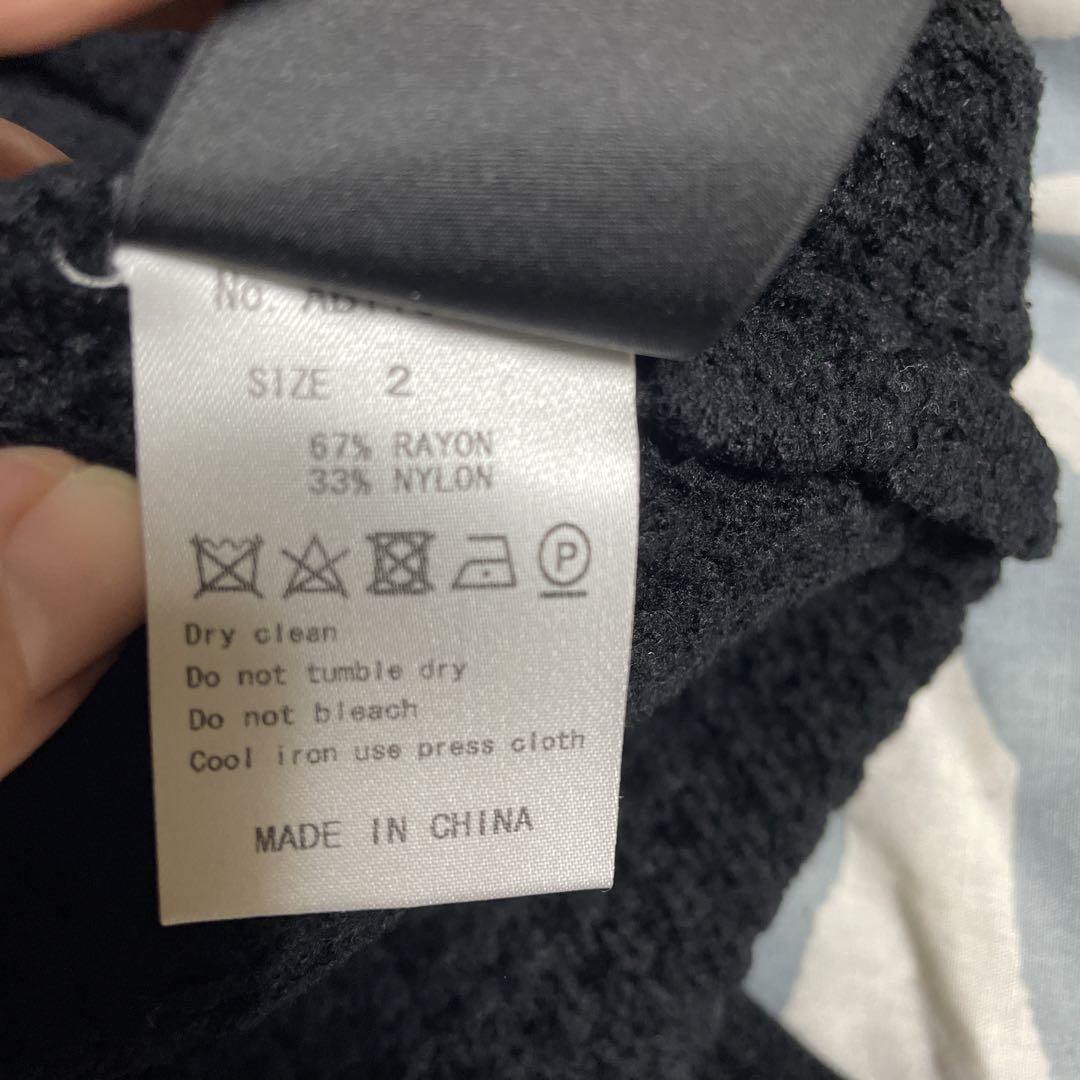 No.
SIZE 2
67% RAYON
33% NYLON
P
Dry clean
Do not tumble dry
Do not bleach
Cool iron use press cloth
MADE IN CHINA